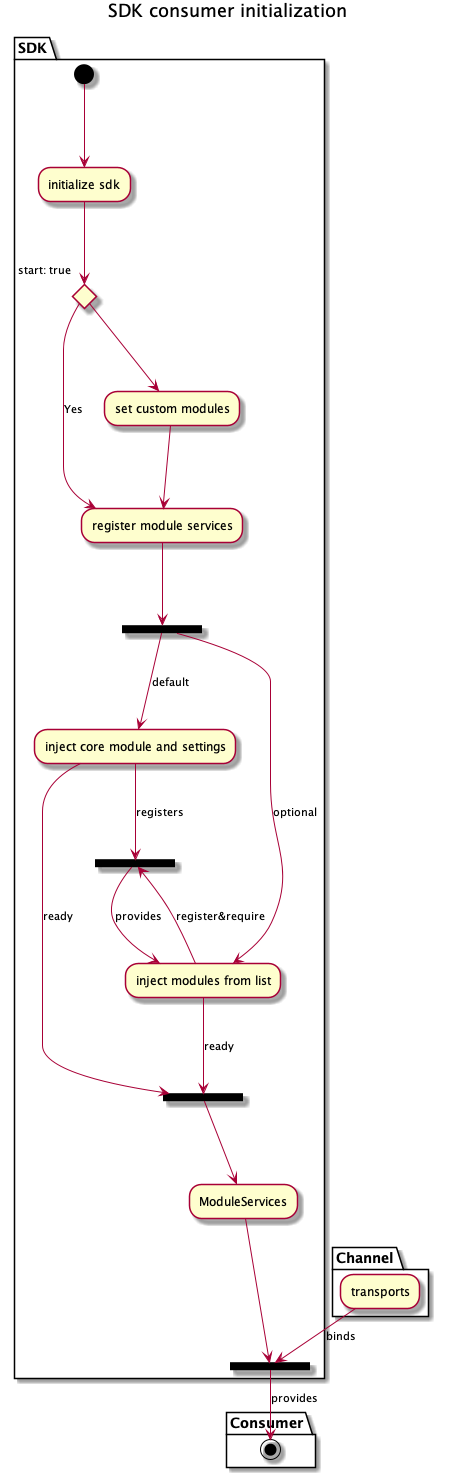 SDK consumer initialization
SDK
initialize sdk
start: true
Yes
set custom modules
register module services
default
inject core module and settings
optional
registers
ready
provides
register&require
inject modules from list
ready
ModuleServices
Channel
transports
binds
provides
Consumer